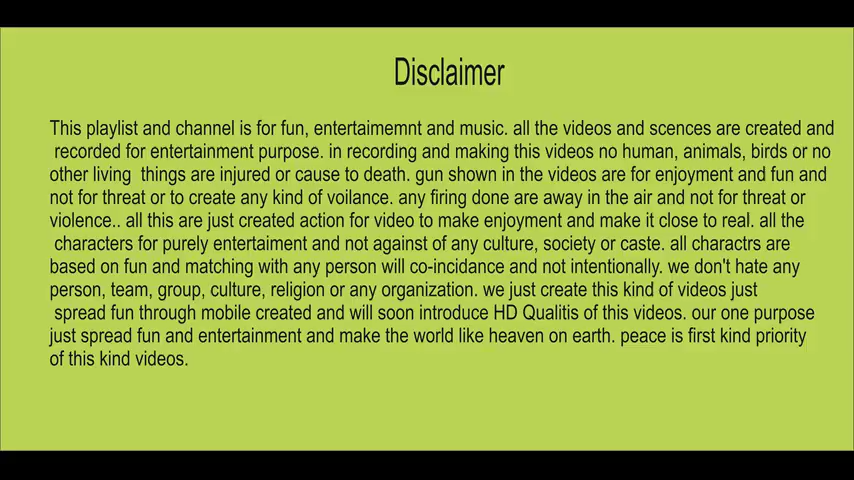 Disclaimer
This playlist and channel is for fun, entertaimemnt and music. all the videos and scences are created and
recorded for entertainment purpose. in recording and making this videos no human, animals, birds or no
other living things are injured or cause to death. gun shown in the videos are for enjoyment and fun and
not for threat or to create any kind of voilance. any firing done are away in the air and not for threat or
violence.. all this are just created action for video to make enjoyment and make it close to real. all the
characters for purely entertaiment and not against of any culture, society or caste. all charactrs are
based on fun and matching with any person will co-incidance and not intentionally. we don't hate any
person, team, group, culture, religion or any organization. we just create this kind of videos just
spread fun through mobile created and will soon introduce HD Qualitis of this videos. our one purpose
just spread fun and entertainment and make the world like heaven on earth. peace is first kind priority
of this kind videos.